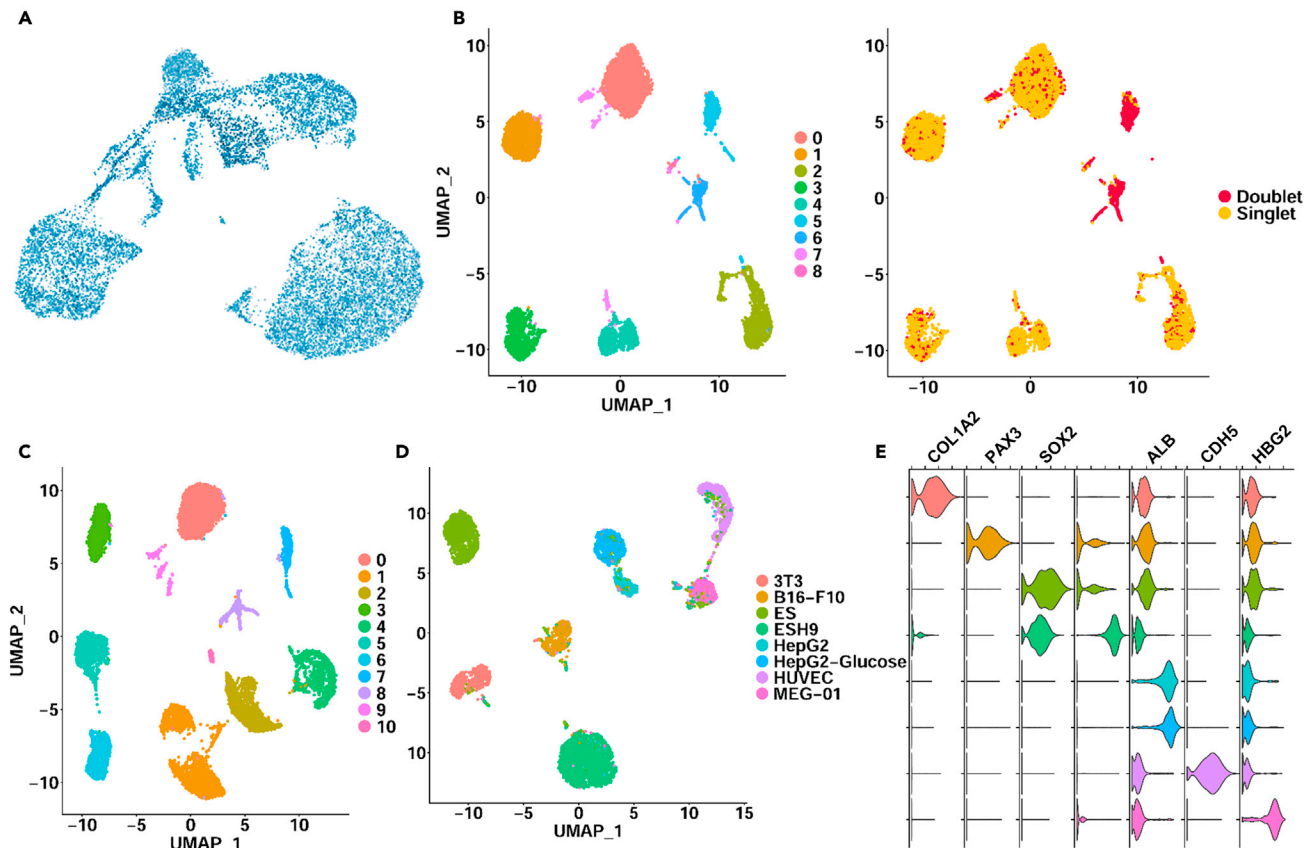 A
B
10
5
0
−5
−10
UMAP_2
−10
0
10
UMAP_1
0
1
2
3
4
5
6
7
8
10
5
0
−5
−10
−10
0
10
Doublet
Singlet
C
10
5
0
−5
−10
UMAP_2
−10
−5
0
5
10
UMAP_1
0
1
2
3
4
5
6
7
8
9
10
D
10
5
0
−5
10
−10
−5
0
5
10
15
UMAP_1
3T3
B16−F10
ES
ESH9
HepG2
HepG2−Glucose
HUVEC
MEG−01
E
COL1A2
PAX3
SOX2
ALB
CDH5
HBG2